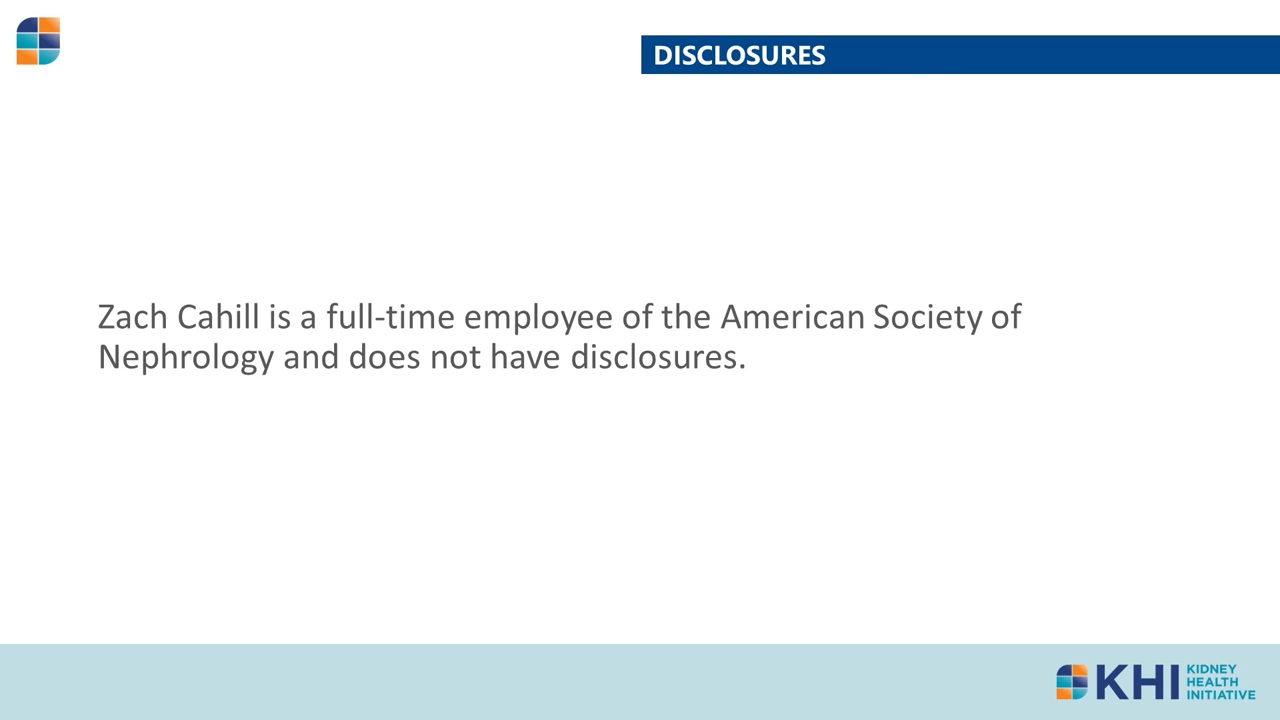 DISCLOSURES
Zach Cahill is a full-time employee of the American Society of
Nephrology and does not have disclosures.
KHI
KIDNEY
HEALTH
INITIATIVE